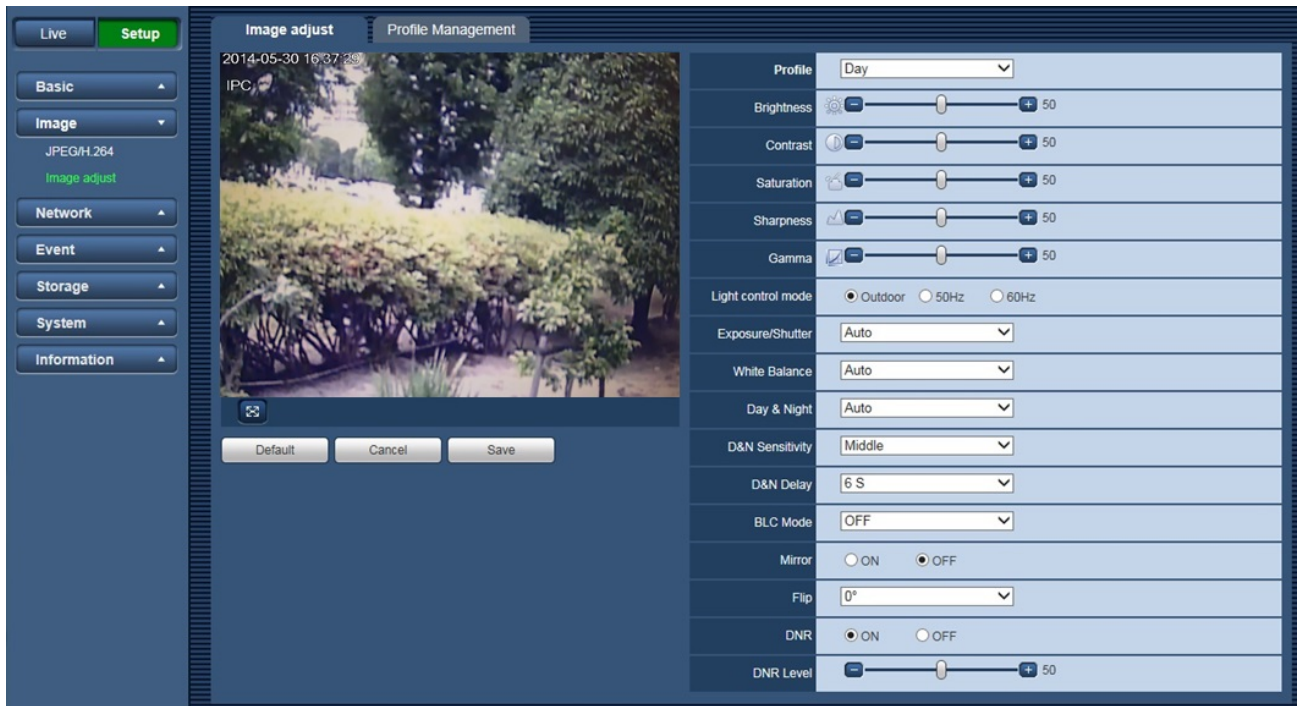 Live Setup
Image adjust Profile Management
Basic
Image
JPEG/H.264
Image adjust
Network
Event
Storage
System
Information
2014-05-30 16:37:29
IPC
Default Cancel Save
Profile Day
Brightness 50
Contrast 50
Saturation 50
Sharpness 50
Gamma 50
Light control mode Outdoor 50Hz 60Hz
Exposure/Shutter Auto
White Balance Auto
Day & Night Auto
D&N Sensitivity Middle
D&N Delay 6 S
BLC Mode OFF
Mirror ON OFF
Flip 0°
DNR ON OFF
DNR Level 50